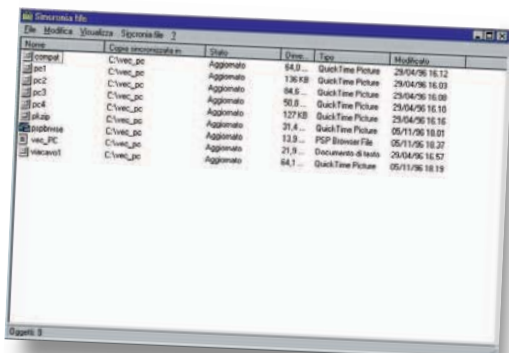 Sincronia file
File Modifica Visualizza Sincronia file ?
Nome Copia sincronizzata in Stato Dime... Tipo Modificato
compat C:\vec_pc Aggiornato 64,0... QuickTime Picture 29/04/96 16.12
pc1 C:\vec_pc Aggiornato 136 KB QuickTime Picture 29/04/96 16.03
pc2 C:\vec_pc Aggiornato 84,6... QuickTime Picture 29/04/96 16.08
pc3 C:\vec_pc Aggiornato 50,8... QuickTime Picture 29/04/96 16.10
pc4 C:\vec_pc Aggiornato 127 KB QuickTime Picture 29/04/96 16.16
pkzip C:\vec_pc Aggiornato 31,4... QuickTime Picture 05/11/96 18.01
C:\vec_pc Aggiornato 13,9... PSP Browser File 05/11/96 18.37
vec_PC C:\vec_pc Aggiornato 21,9... Documento di testo 29/04/96 16.57
viacavo1 C:\vec_pc Aggiornato 64,1... QuickTime Picture 05/11/96 18.19
Oggetti: 9